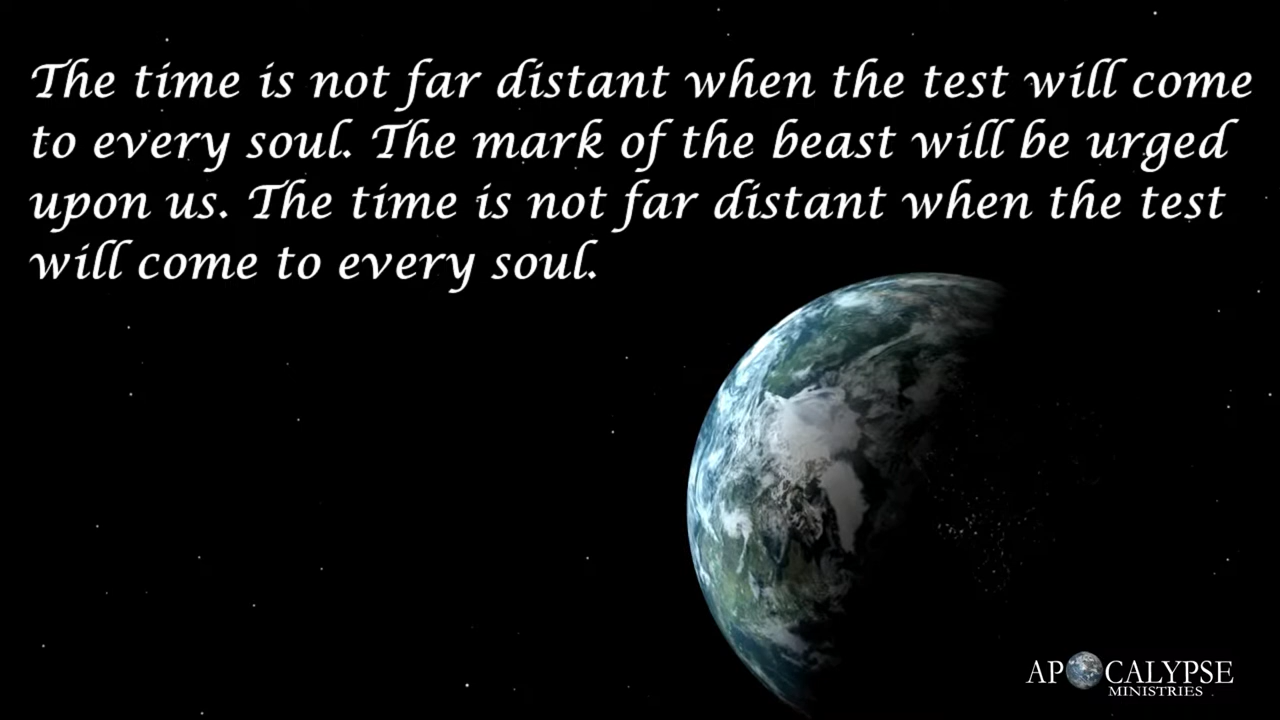 The time is not far distant when the test will come
to every soul. The mark of the beast will be urged
upon us. The time is not far distant when the test
will come to every soul.
APOCALYPSE
MINISTRIES